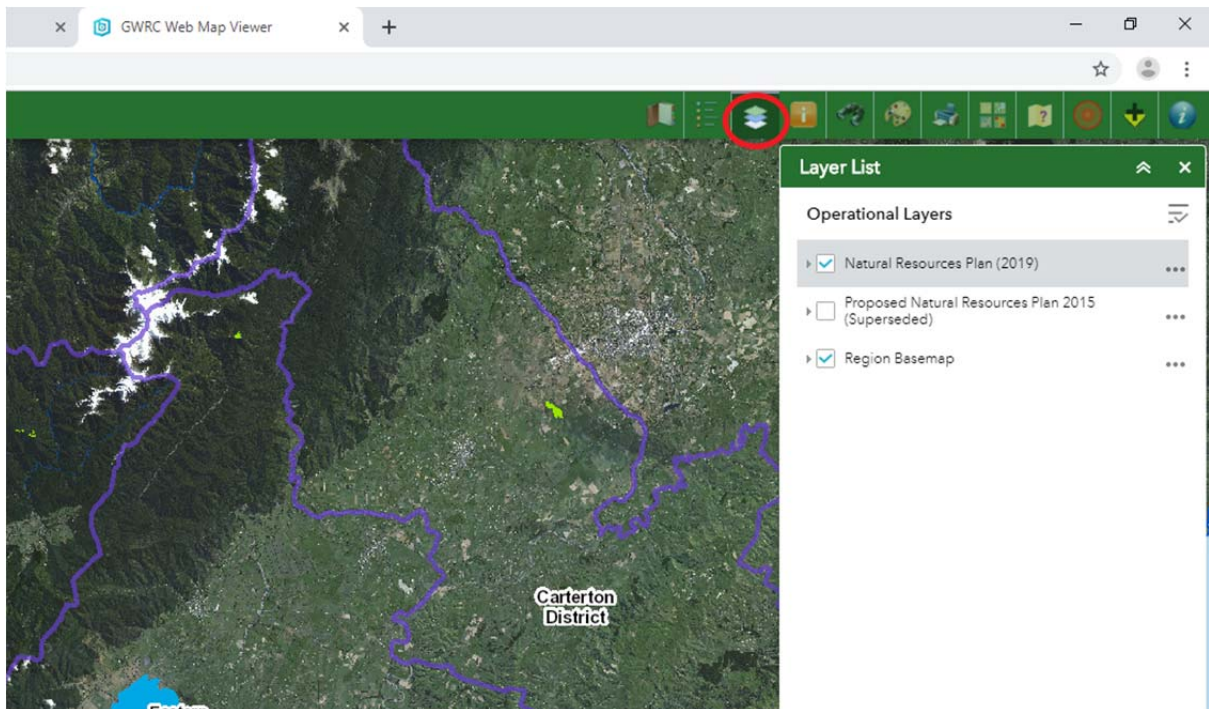 GWRC Web Map Viewer
Layer List
Operational Layers
Natural Resources Plan (2019)
Proposed Natural Resources Plan 2015
(Superseded)
Region Basemap
Carterton
District